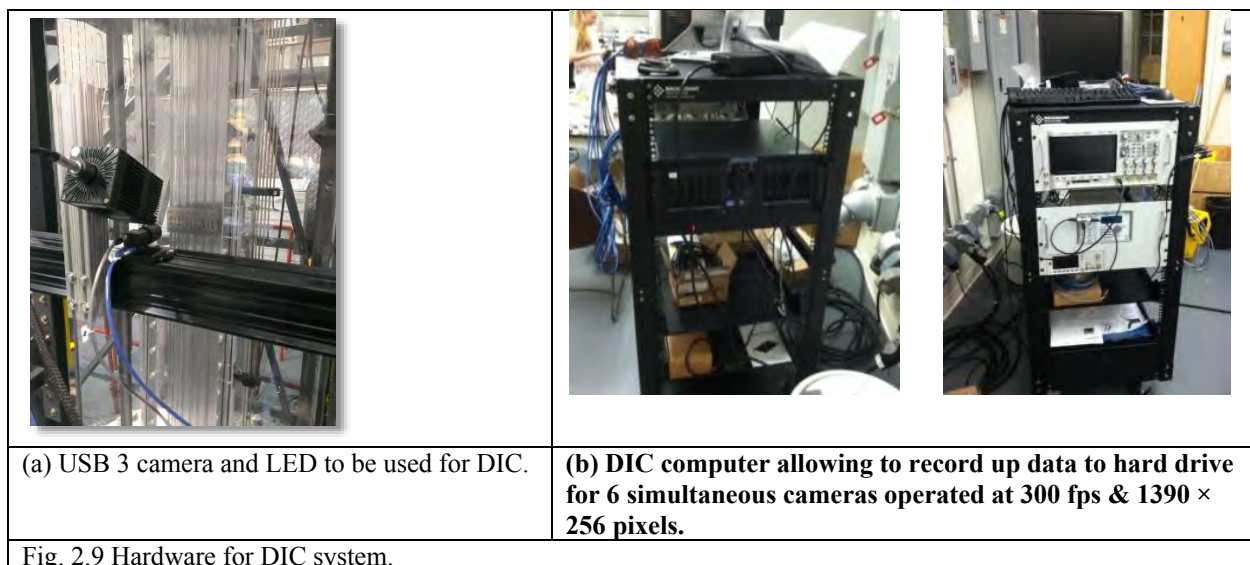 (a) USB 3 camera and LED to be used for DIC.
(b) DIC computer allowing to record up data to hard drive
for 6 simultaneous cameras operated at 300 fps & 1390 ×
256 pixels.
Fig. 2.9 Hardware for DIC system.